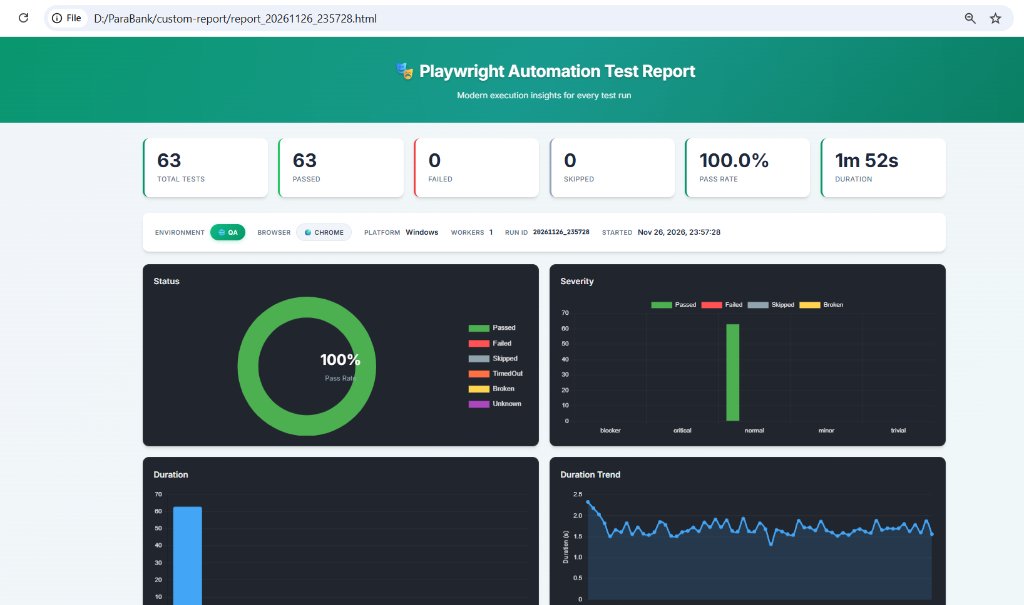 File D:/ParaBank/custom-report/report_20261126_235728.html
Playwright Automation Test Report
Modern execution insights for every test run
63
TOTAL TESTS
63
PASSED
0
FAILED
0
SKIPPED
100.0%
PASS RATE
1m 52s
DURATION
ENVIRONMENT QA BROWSER CHROME PLATFORM Windows WORKERS 1 RUN ID 20261126_235728 STARTED Nov 26, 2026, 23:57:28
Status
100%
Pass Rate
Passed
Failed
Skipped
TimedOut
Broken
Unknown
Severity
Passed Failed Skipped Broken
70
60
50
40
30
20
10
0
blocker critical normal minor trivial
Duration
70
60
50
40
30
20
10
Duration Trend
Duration (s)
2.5
2.0
1.5
1.0
0.5
0